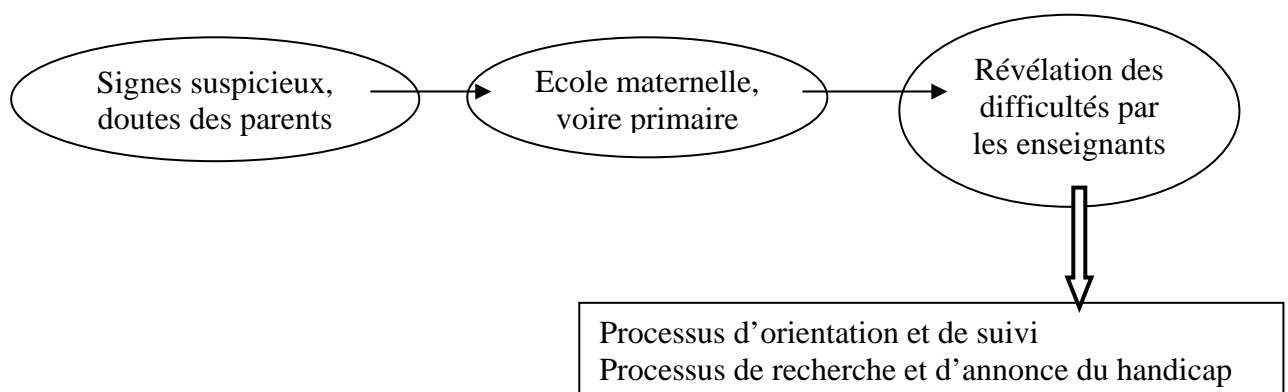 Signes suspicieux,
doutes des parents
Ecole maternelle,
voire primaire
Révélation des
difficultés par
les enseignants
Processus d’orientation et de suivi
Processus de recherche et d’annonce du handicap